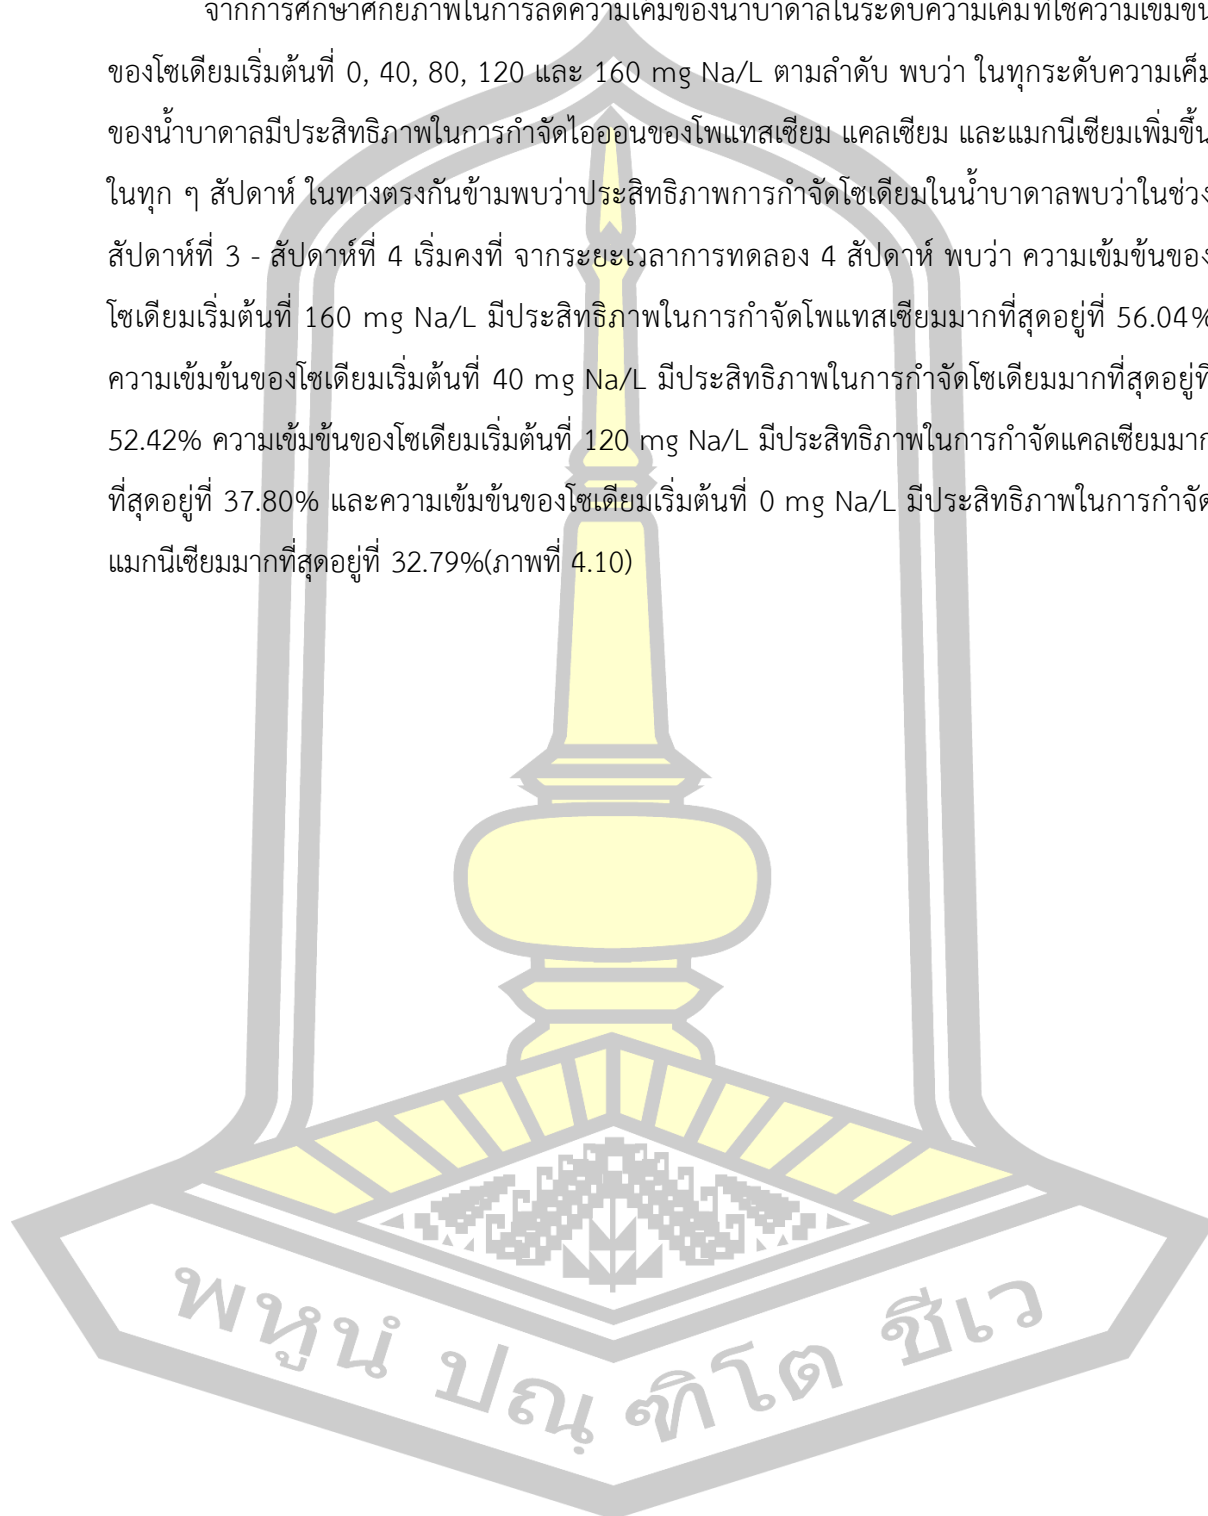 จากการศึกษาศักยภาพในการลดความเค็มของน้ำบาดาลในระดับความเค็มที่ใช้ความเข้มข้น
ของโซเดียมเริ่มต้นที่ 0, 40, 80, 120 และ 160 mg Na/L ตามลำดับ พบว่า ในทุกระดับความเค็ม
ของน้ำบาดาลมีประสิทธิภาพในการกำจัดไอออนของโพแทสเซียม แคลเซียม และแมกนีเซียมเพิ่มขึ้น
ในทุก ๆ สัปดาห์ ในทางตรงกันข้ามพบว่าประสิทธิภาพการกำจัดโซเดียมในน้ำบาดาลพบว่าในช่วง
สัปดาห์ที่ 3 - สัปดาห์ที่ 4 เริ่มคงที่ จากระยะเวลาการทดลอง 4 สัปดาห์ พบว่า ความเข้มข้นของ
โซเดียมเริ่มต้นที่ 160 mg Na/L มีประสิทธิภาพในการกำจัดโพแทสเซียมมากที่สุดอยู่ที่ 56.04%
ความเข้มข้นของโซเดียมเริ่มต้นที่ 40 mg Na/L มีประสิทธิภาพในการกำจัดโซเดียมมากที่สุดอยู่ที่
52.42% ความเข้มข้นของโซเดียมเริ่มต้นที่ 120 mg Na/L มีประสิทธิภาพในการกำจัดแคลเซียมมาก
ที่สุดอยู่ที่ 37.80% และความเข้มข้นของโซเดียมเริ่มต้นที่ 0 mg Na/L มีประสิทธิภาพในการกำจัด
แมกนีเซียมมากที่สุดอยู่ที่ 32.79%(ภาพที่ 4.10)
พหูนํ ปณฺ ฑิโต ชีเว